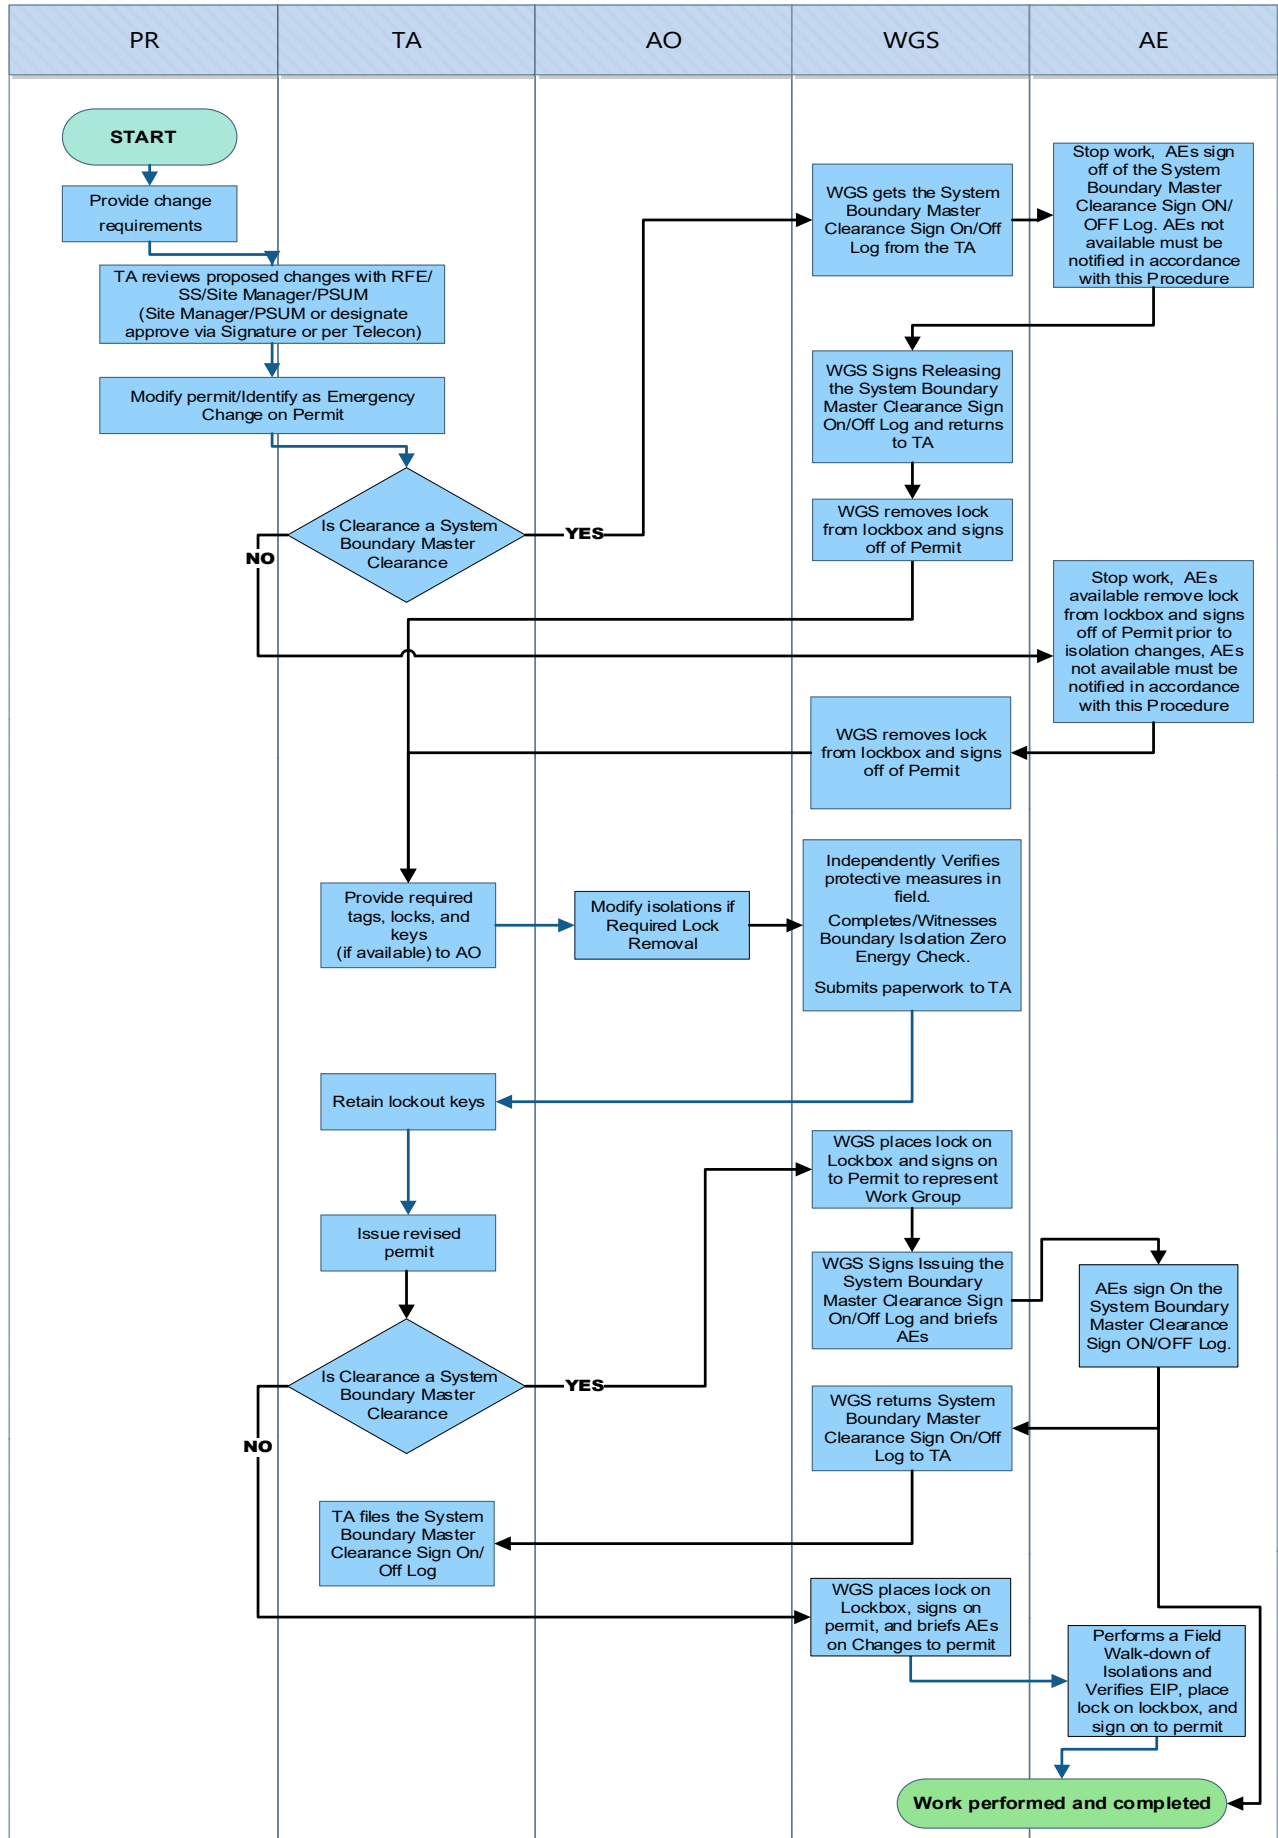 PR
TA
AO
WGS
AE
START
Provide change
requirements
TA reviews proposed changes with RFE/
SS/Site Manager/PSUM
(Site Manager/PSUM or designate
approve via Signature or per Telecon)
Modify permit/Identify as Emergency
Change on Permit
Is Clearance a System
Boundary Master
Clearance
YES
NO
WGS gets the System
Boundary Master
Clearance Sign On/Off
Log from the TA
Stop work, AEs sign
off of the System
Boundary Master
Clearance Sign ON/
OFF Log. AEs not
available must be
notified in accordance
with this Procedure
WGS Signs Releasing
the System Boundary
Master Clearance Sign
On/Off Log and returns
to TA
WGS removes lock
from lockbox and signs
off of Permit
Stop work, AEs
available remove lock
from lockbox and signs
off of Permit prior to
isolation changes, AEs
not available must be
notified in accordance
with this Procedure
WGS removes lock
from lockbox and signs
off of Permit
Provide required
tags, locks, and
keys
(if available) to AO
Modify isolations if
Required Lock
Removal
Independently Verifies
protective measures in
field.
Completes/Witnesses
Boundary Isolation Zero
Energy Check.
Submits paperwork to TA
Retain lockout keys
Issue revised
permit
Is Clearance a System
Boundary Master
Clearance
YES
NO
WGS places lock on
Lockbox and signs on
to Permit to represent
Work Group
WGS Signs Issuing the
System Boundary
Master Clearance Sign
On/Off Log and briefs
AEs
AEs sign On the
System Boundary
Master Clearance
Sign ON/OFF Log.
WGS returns System
Boundary Master
Clearance Sign On/Off
Log to TA
TA files the System
Boundary Master
Clearance Sign On/
Off Log
WGS places lock on
Lockbox, signs on
permit, and briefs AEs
on Changes to permit
Performs a Field
Walk-down of
Isolations and
Verifies EIP, place
lock on lockbox, and
sign on to permit
Work performed and completed